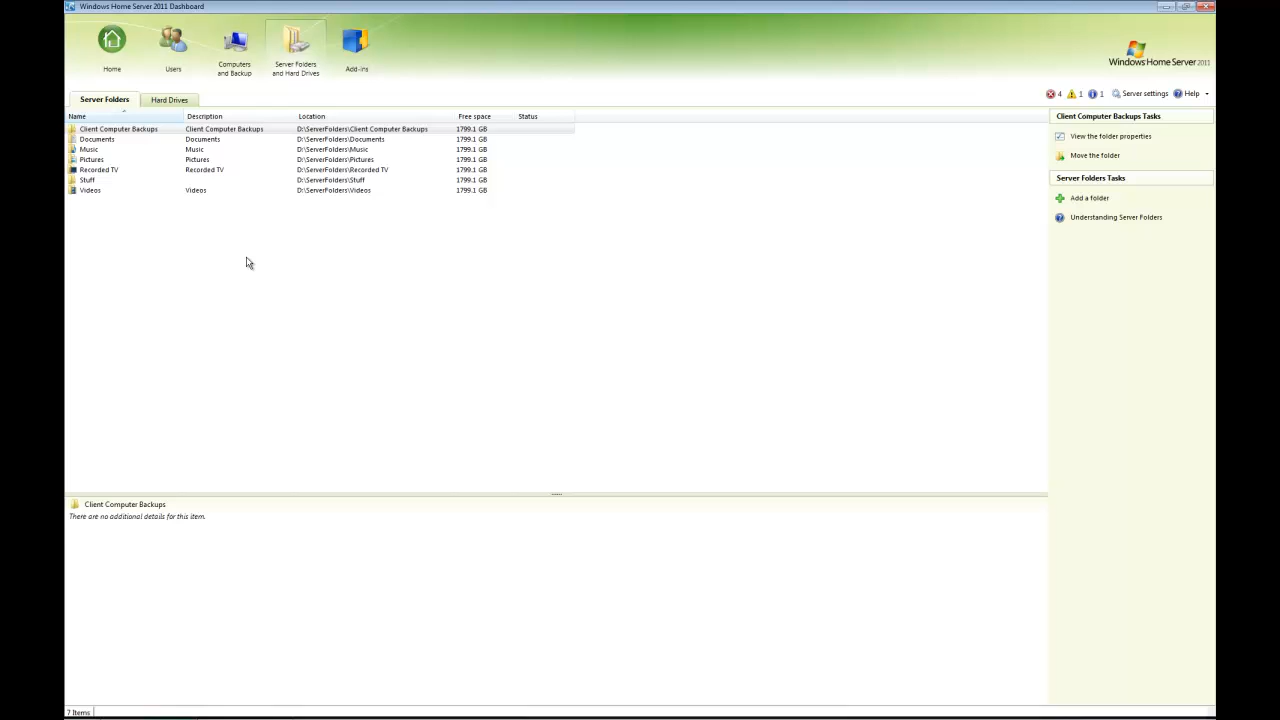 Windows Home Server 2011 Dashboard
Home
Users
Computers and Backup
Server Folders and Hard Drives
Add-ins
Windows Home Server 2011
Server Folders
Hard Drives
4 1 1 Server settings Help
Name Description Location Free space Status
Client Computer Backups Client Computer Backups D:\ServerFolders\Client Computer Backups 1799.1 GB
Documents Documents D:\ServerFolders\Documents 1799.1 GB
Music Music D:\ServerFolders\Music 1799.1 GB
Pictures Pictures D:\ServerFolders\Pictures 1799.1 GB
Recorded TV Recorded TV D:\ServerFolders\Recorded TV 1799.1 GB
Stuff D:\ServerFolders\Stuff 1799.1 GB
Videos Videos D:\ServerFolders\Videos 1799.1 GB
Client Computer Backups Tasks
View the folder properties
Move the folder
Server Folders Tasks
Add a folder
Understanding Server Folders
Client Computer Backups
There are no additional details for this item.
7 Items